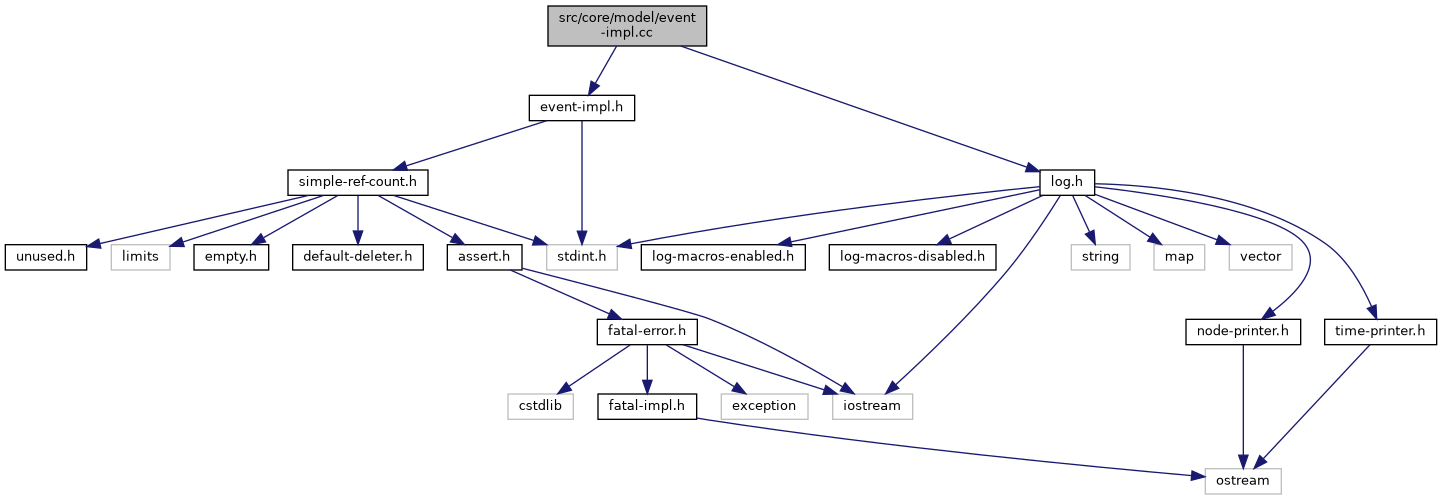 src/core/model/event
-impl.cc
event-impl.h
simple-ref-count.h
log.h
unused.h
limits
empty.h
default-deleter.h
assert.h
stdint.h
log-macros-enabled.h
log-macros-disabled.h
string
map
vector
fatal-error.h
node-printer.h
time-printer.h
cstdlib
fatal-impl.h
exception
iostream
ostream